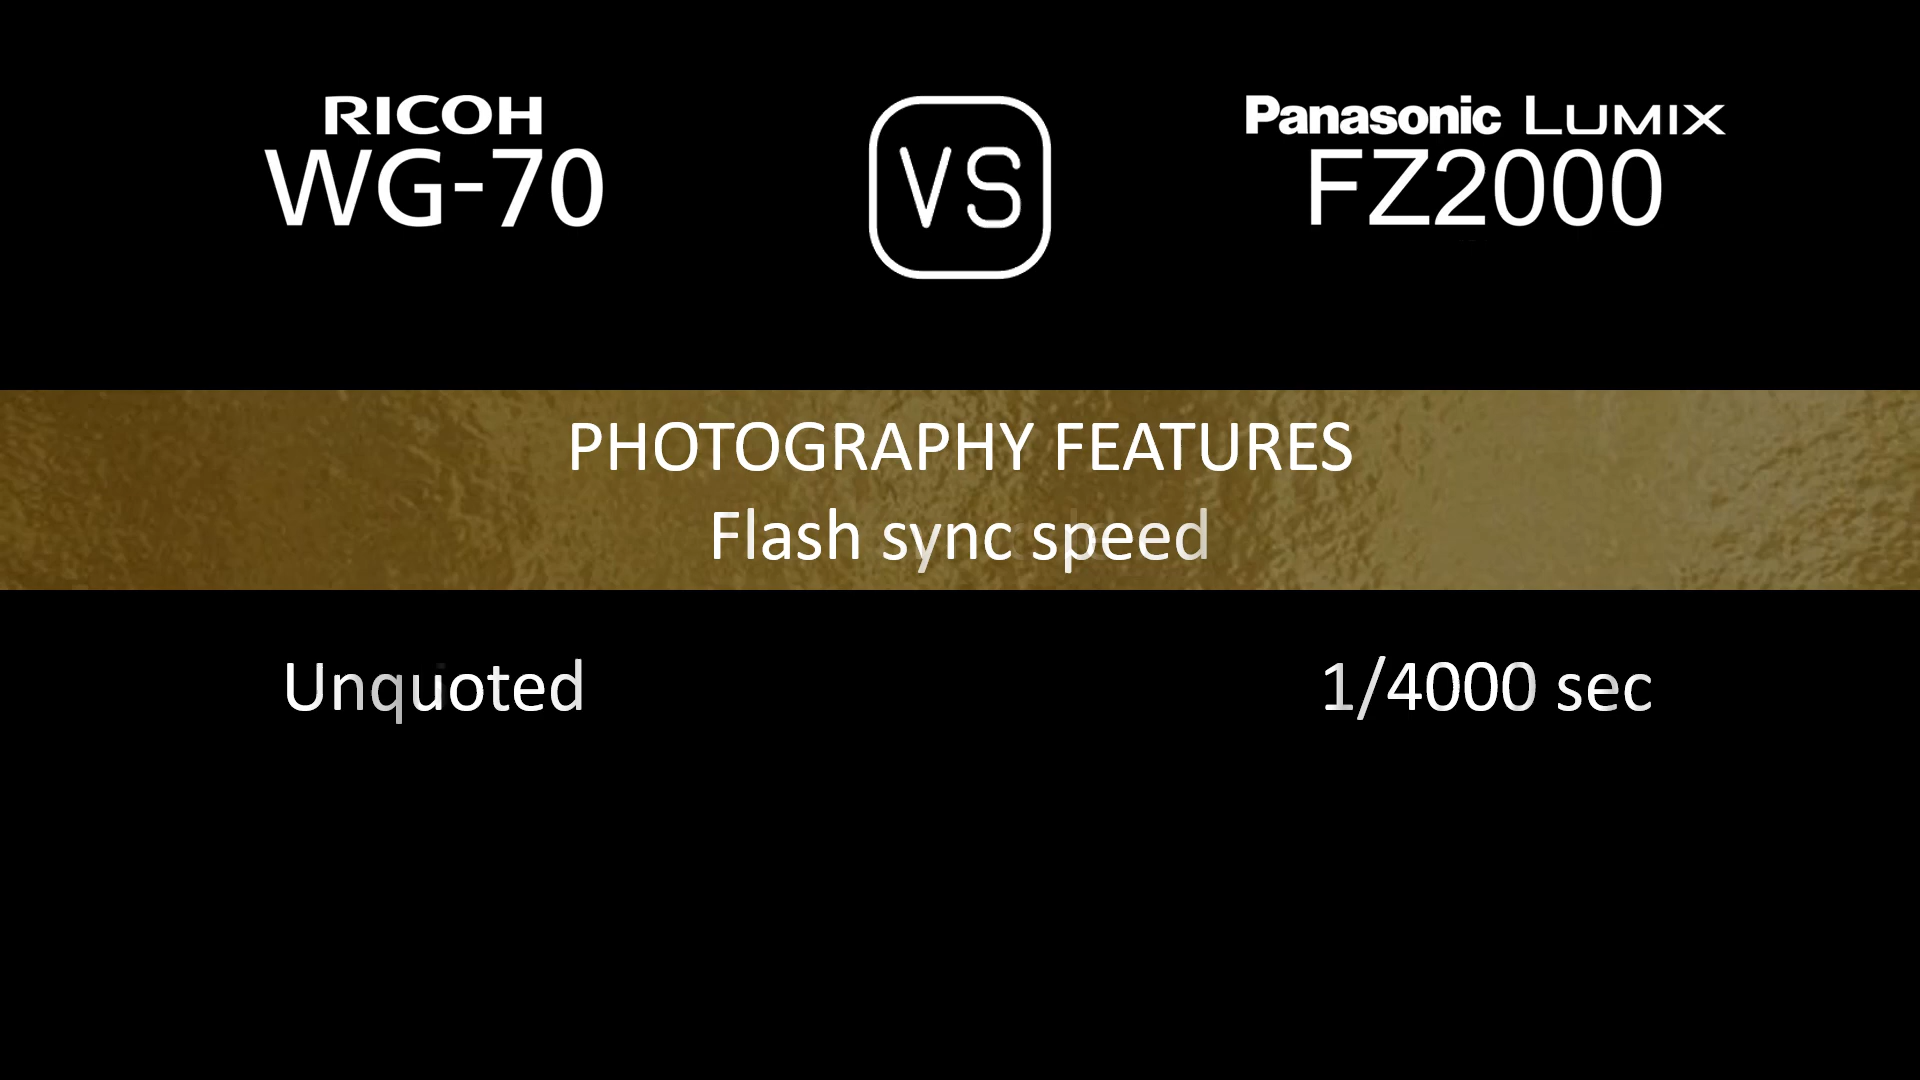 RICOH
WG-70
VS
Panasonic LUMIX
FZ2000
PHOTOGRAPHY FEATURES
Flash sync speed
Unquoted
1/4000 sec